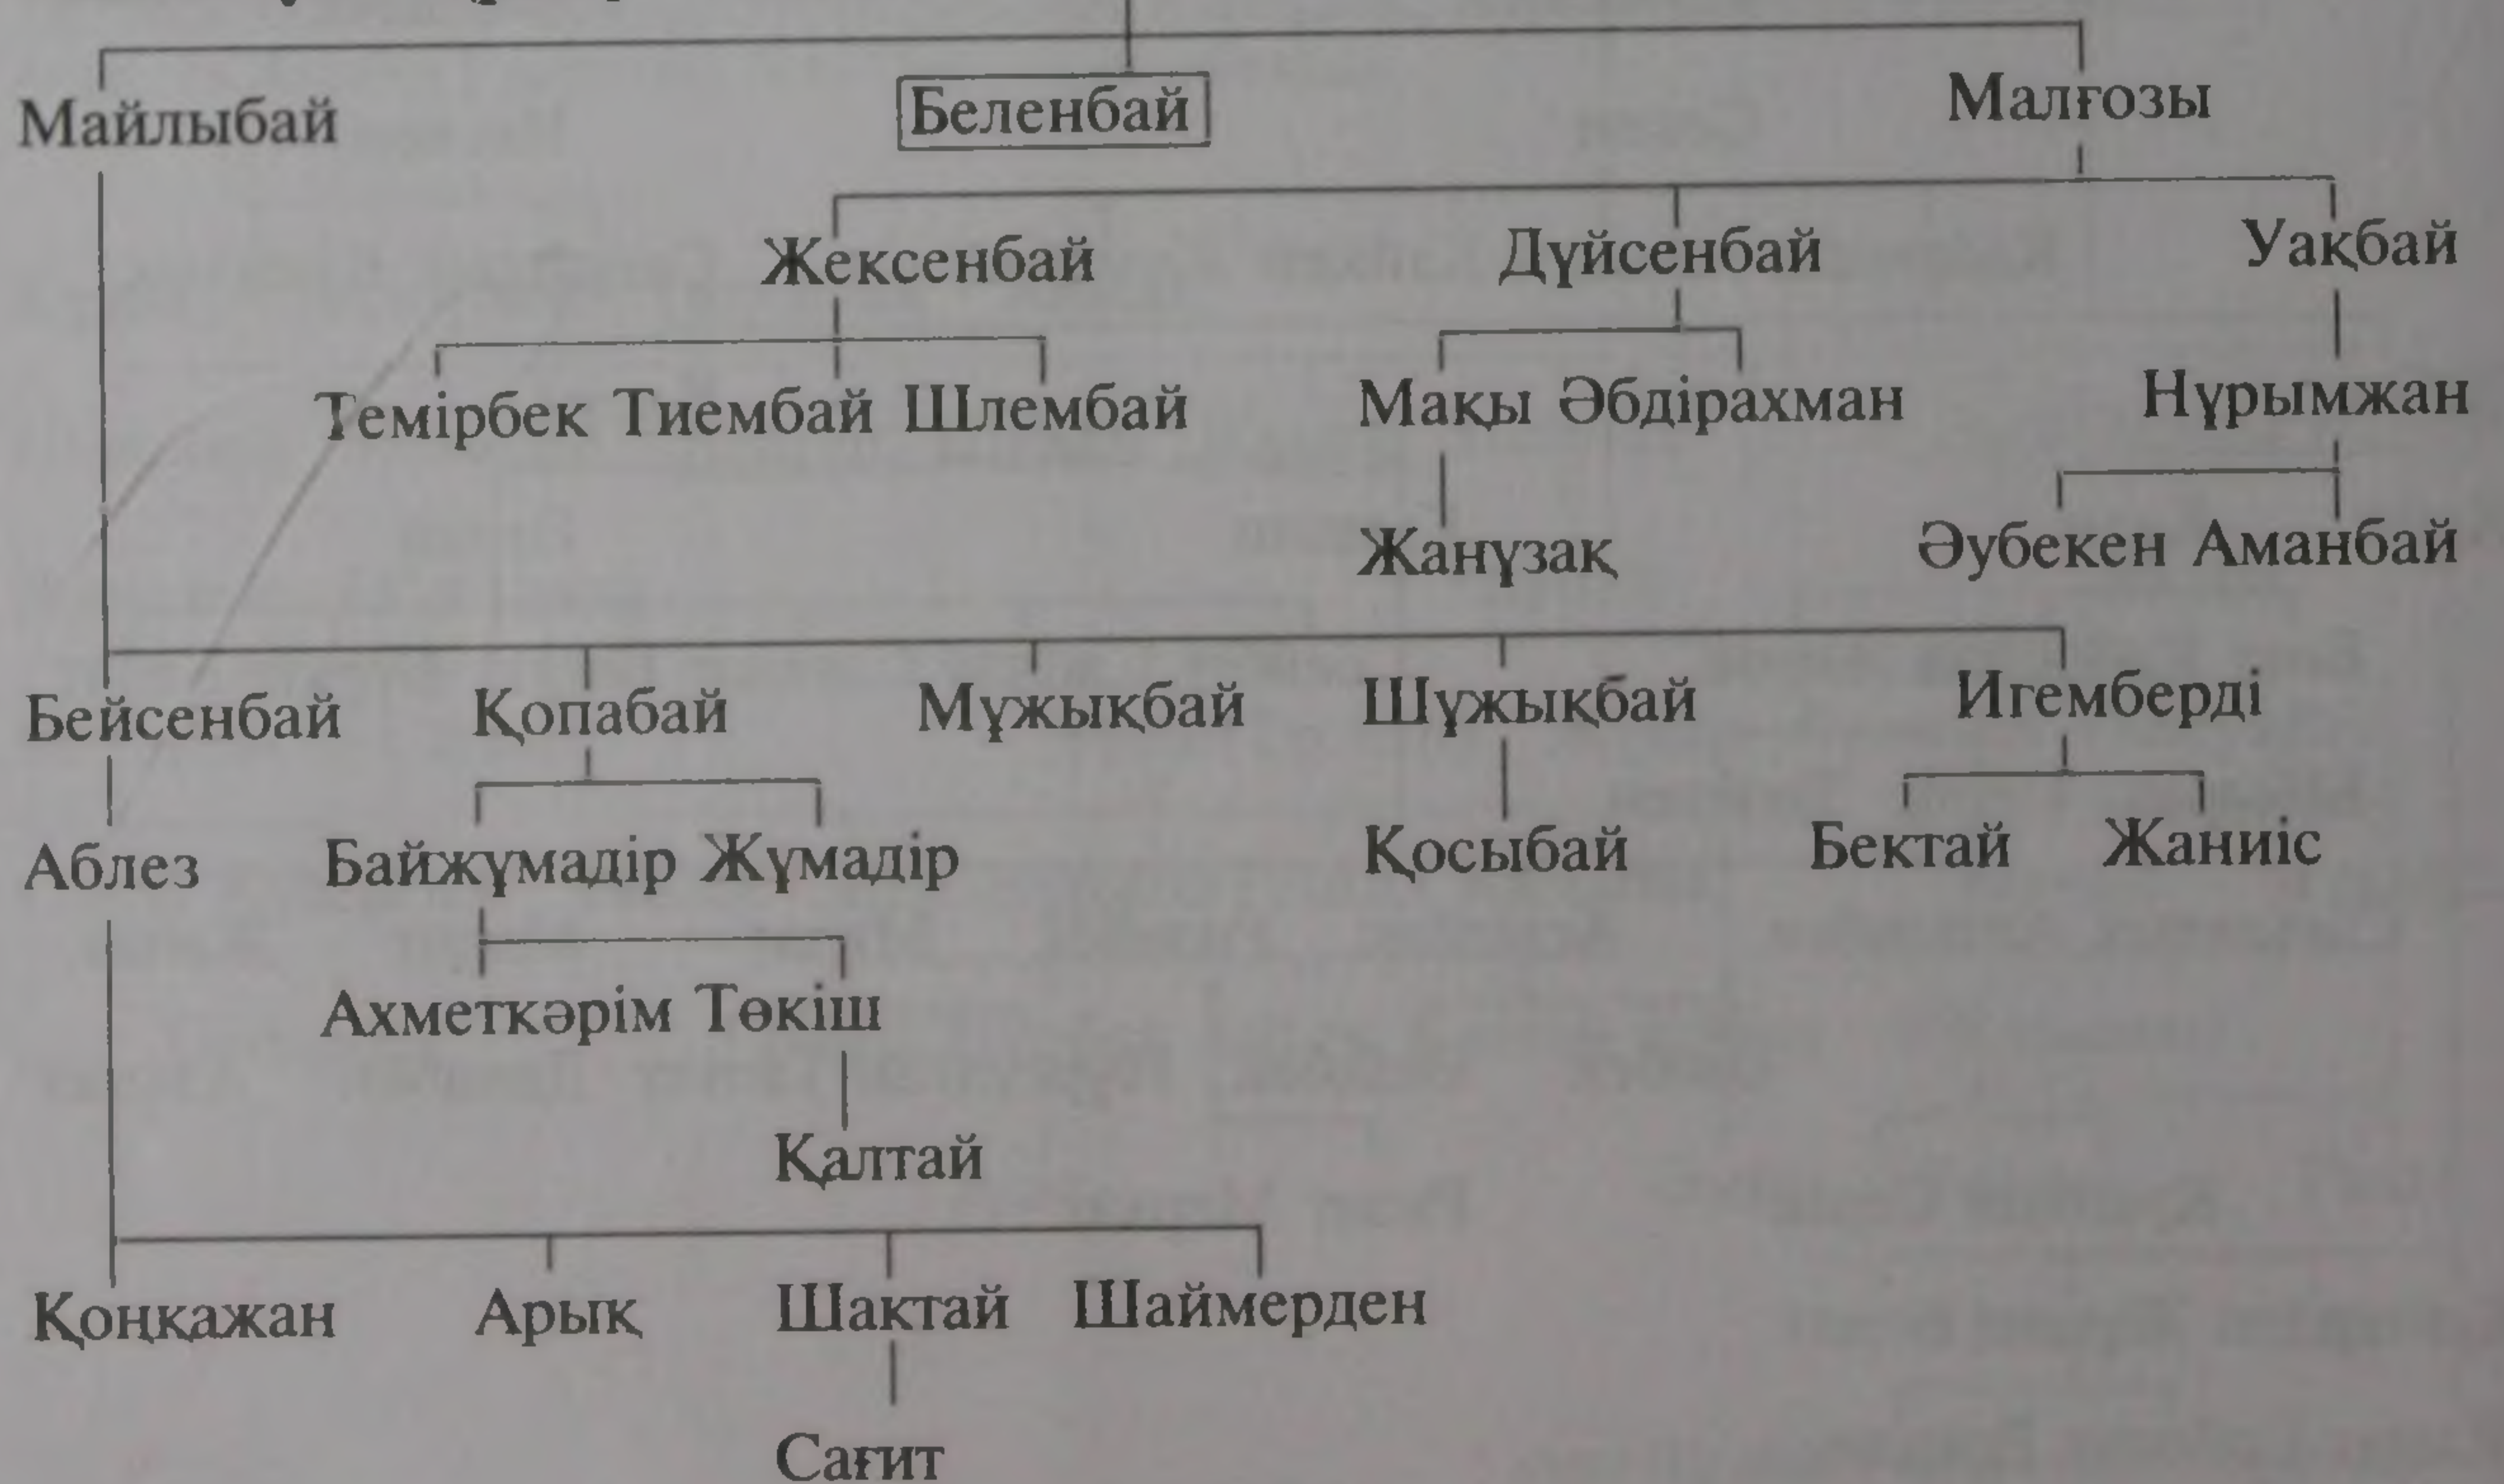 Майлыбай Беленбай Малғозы
Жексенбай Дүйсенбай Уақбай
Темірбек Тиембай Шлембай Мақы Әбдірахман Нұрымжан
Жанұзақ Әубекен Аманбай
Бейсенбай Қопабай Мұжықбай Шұжықбай Игемберді
Аблез Байжұмадір Жұмадір Қосыбай Бектай Жаниіс
Ахметкәрім Төкіш
Қалтай
Қоңқажан Арық Шактай Шаймерден
Сағит